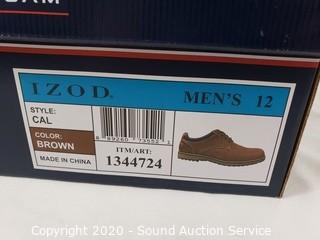 IZOD®
MEN'S 12
STYLE:
CAL
COLOR:
BROWN
MADE IN CHINA
ITM/ART:
1344724
Copyright © 2020 - Sound Auction Service